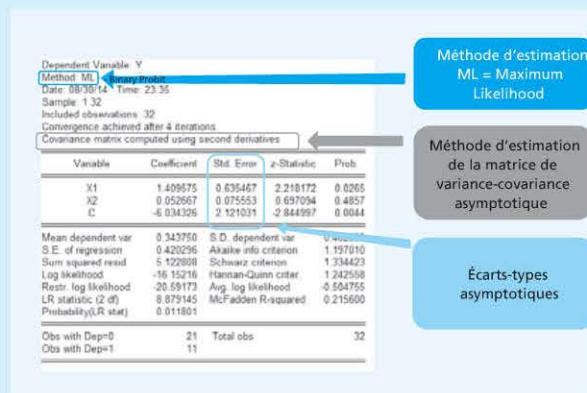 Dependent Variable: Y
Method: ML - Binary Probit
Date: 08/30/14 Time: 23:35
Sample: 1 32
Included observations: 32
Convergence achieved after 4 iterations
Covariance matrix computed using second derivatives
Variable Coefficient Std. Error z-Statistic Prob.
X1 1.409575 0.635467 2.218172 0.0265
X2 0.052667 0.075553 0.697094 0.4857
C -6.034326 2.121031 -2.844997 0.0044
Mean dependent var 0.343750 S.D. dependent var
S.E. of regression 0.420296 Akaike info criterion 1.197010
Sum squared resid 5.122808 Schwarz criterion 1.334423
Log likelihood -16.15216 Hannan-Quinn criter. 1.242558
Restr. log likelihood -20.59173 Avg. log likelihood -0.504755
LR statistic (2 df) 8.879145 McFadden R-squared 0.215600
Probability(LR stat) 0.011801
Obs with Dep=0 21 Total obs 32
Obs with Dep=1 11
Méthode d'estimation
ML = Maximum
Likelihood
Méthode d'estimation
de la matrice de
variance-covariance
asymptotique
Écarts-types
asymptotiques